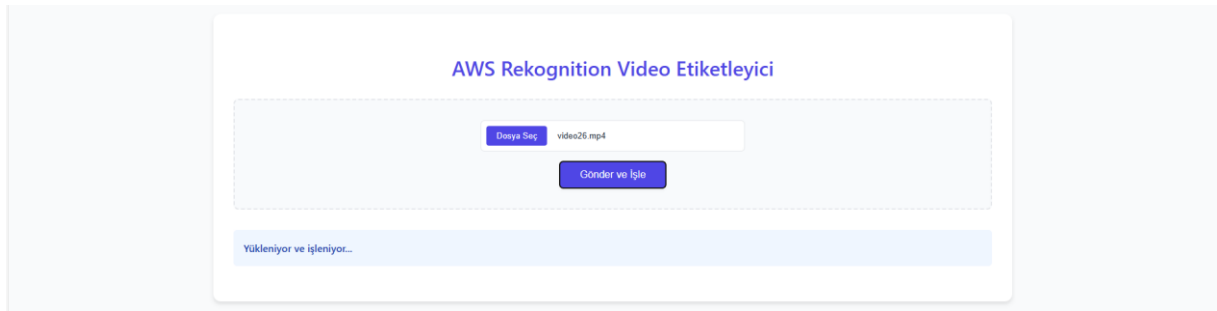 AWS Rekognition Video Etiketleyici
Dosya Seç video26.mp4
Gönder ve İşle
Yükleniyor ve işleniyor...